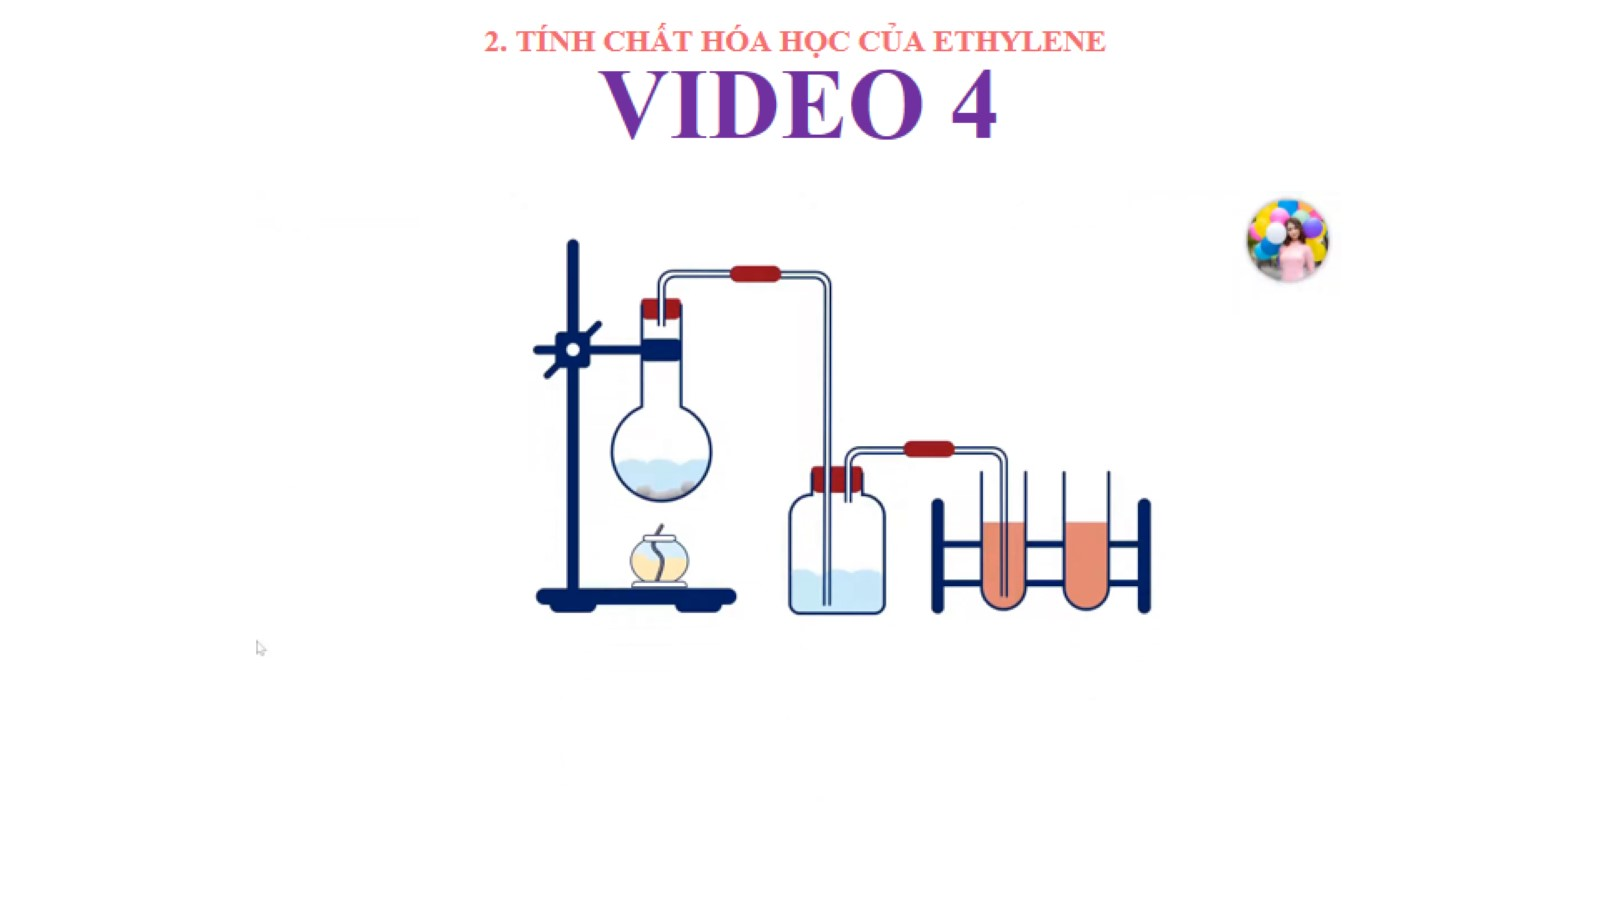 2. TÍNH CHẤT HÓA HỌC CỦA ETHYLENE
VIDEO 4